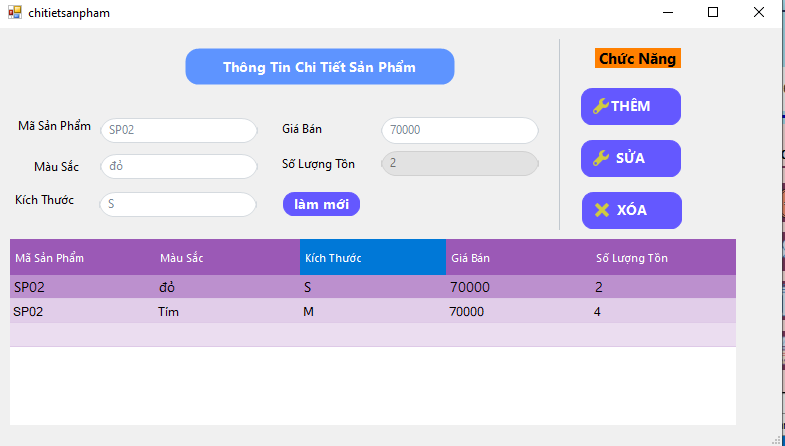 chitietsanpham
Thông Tin Chi Tiết Sản Phẩm
Chức Năng
Mã Sản Phẩm SP02 Giá Bán 70000
THÊM
Màu Sắc đỏ Số Lượng Tồn 2
SỬA
Kích Thước S làm mới
XÓA
Mã Sản Phẩm Màu Sắc Kích Thước Giá Bán Số Lượng Tồn
SP02 đỏ S 70000 2
SP02 Tím M 70000 4